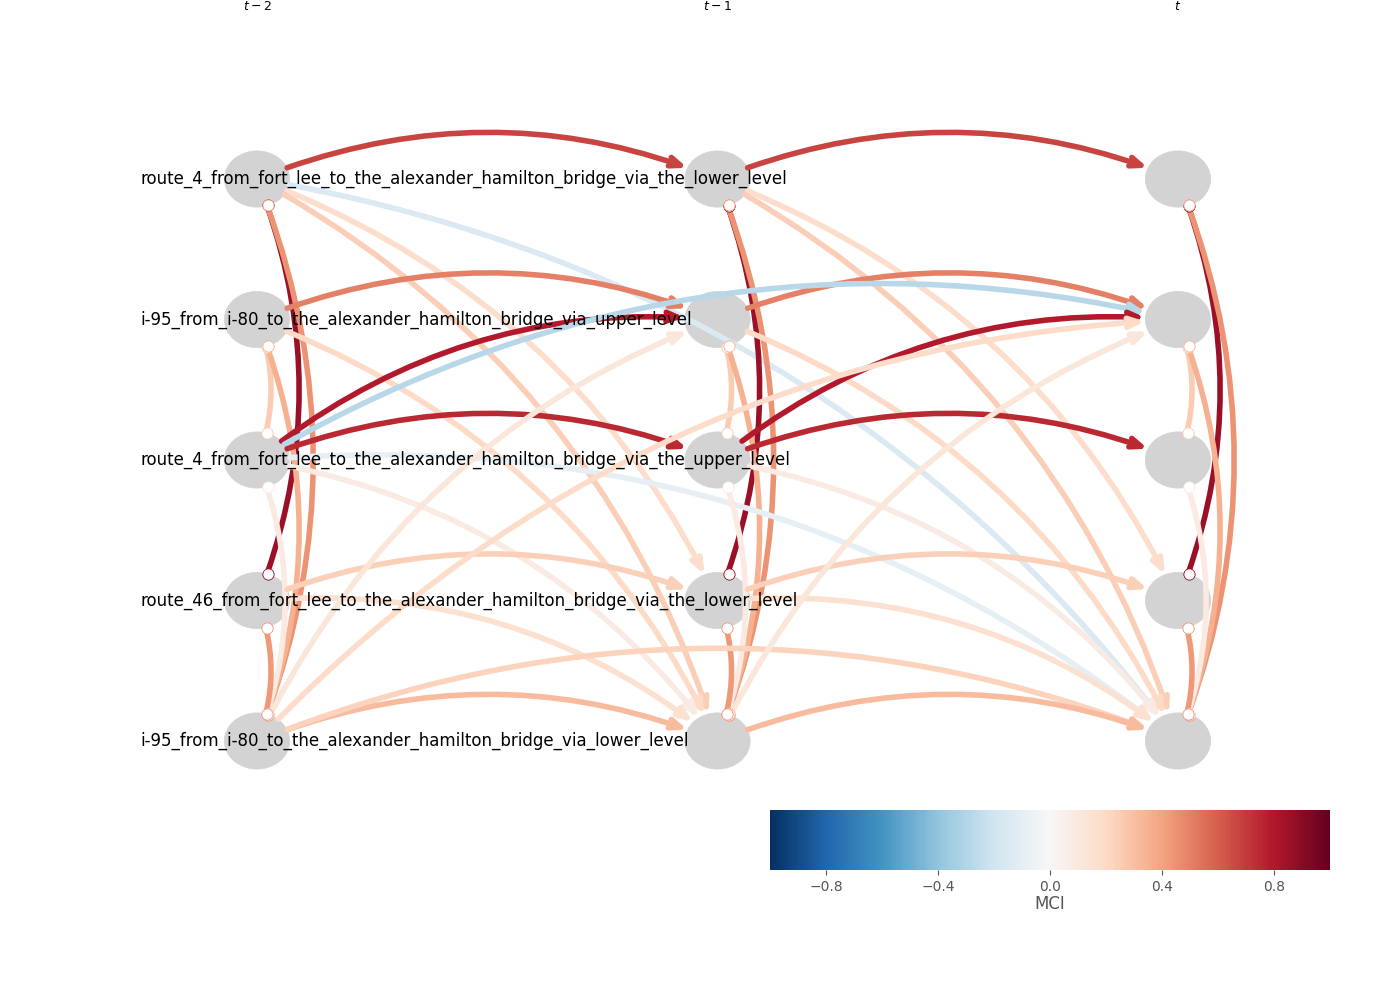 t − 2 t − 1 t
route_4_from_fort_lee_to_the_alexander_hamilton_bridge_via_the_lower_level
i-95_from_i-80_to_the_alexander_hamilton_bridge_via_upper_level
route_4_from_fort_lee_to_the_alexander_hamilton_bridge_via_the_upper_level
route_46_from_fort_lee_to_the_alexander_hamilton_bridge_via_the_lower_level
i-95_from_i-80_to_the_alexander_hamilton_bridge_via_lower_level
−0.8 −0.4 0.0 0.4 0.8
MCI